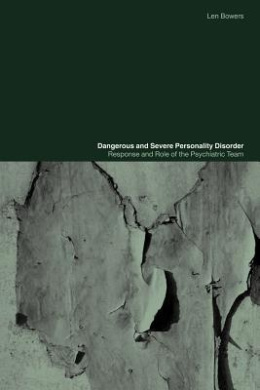 Len Bowers
Dangerous and Severe Personality Disorder
Response and Role of the Psychiatric Team